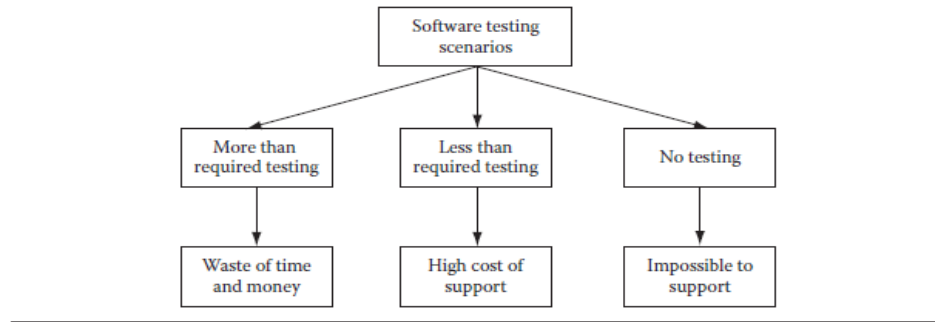 Software testing
scenarios
More than
required testing
Less than
required testing
No testing
Waste of time
and money
High cost of
support
Impossible to
support